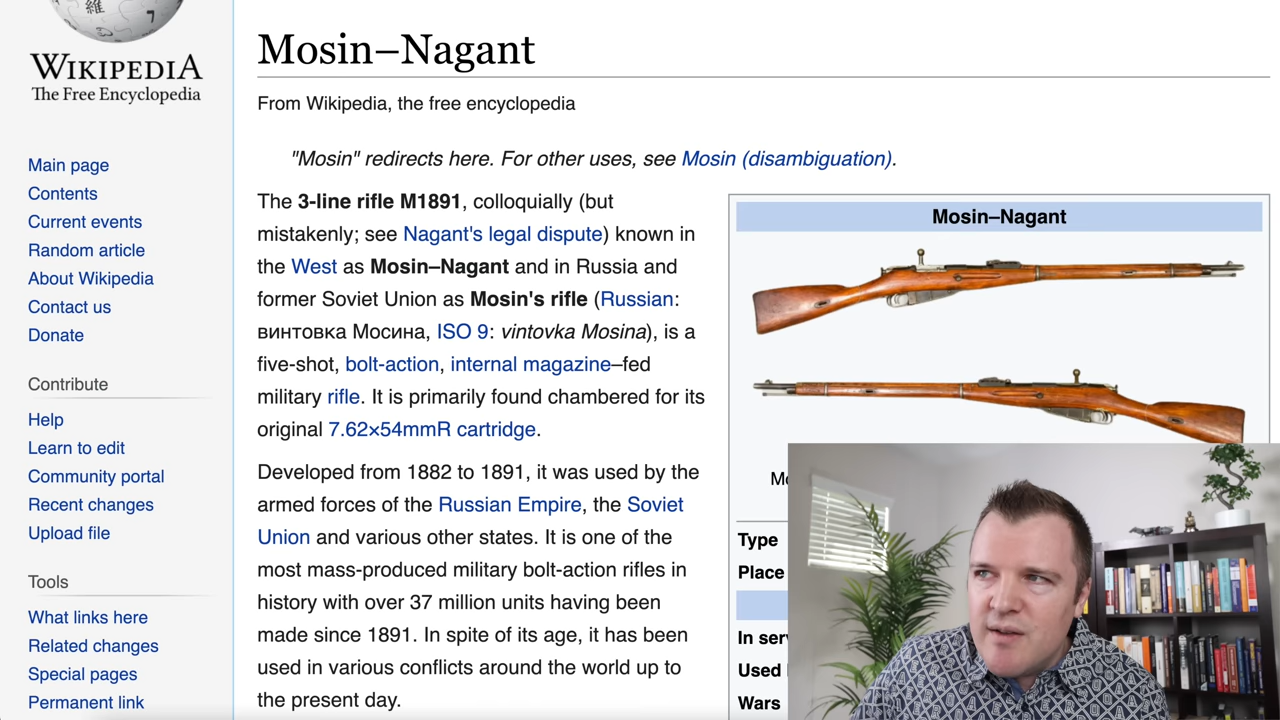 WIKIPEDIA
The Free Encyclopedia
Main page
Contents
Current events
Random article
About Wikipedia
Contact us
Donate
Contribute
Help
Learn to edit
Community portal
Recent changes
Upload file
Tools
What links here
Related changes
Special pages
Permanent link
Mosin–Nagant
From Wikipedia, the free encyclopedia
"Mosin" redirects here. For other uses, see Mosin (disambiguation).
The 3-line rifle M1891, colloquially (but
mistakenly; see Nagant's legal dispute) known in
the West as Mosin–Nagant and in Russia and
former Soviet Union as Mosin's rifle (Russian:
винтовка Мосина, ISO 9: vintovka Mosina), is a
five-shot, bolt-action, internal magazine–fed
military rifle. It is primarily found chambered for its
original 7.62×54mmR cartridge.
Developed from 1882 to 1891, it was used by the
armed forces of the Russian Empire, the Soviet
Union and various other states. It is one of the
most mass-produced military bolt-action rifles in
history with over 37 million units having been
made since 1891. In spite of its age, it has been
used in various conflicts around the world up to
the present day.
Mosin–Nagant
Type
Place
Used
Wars